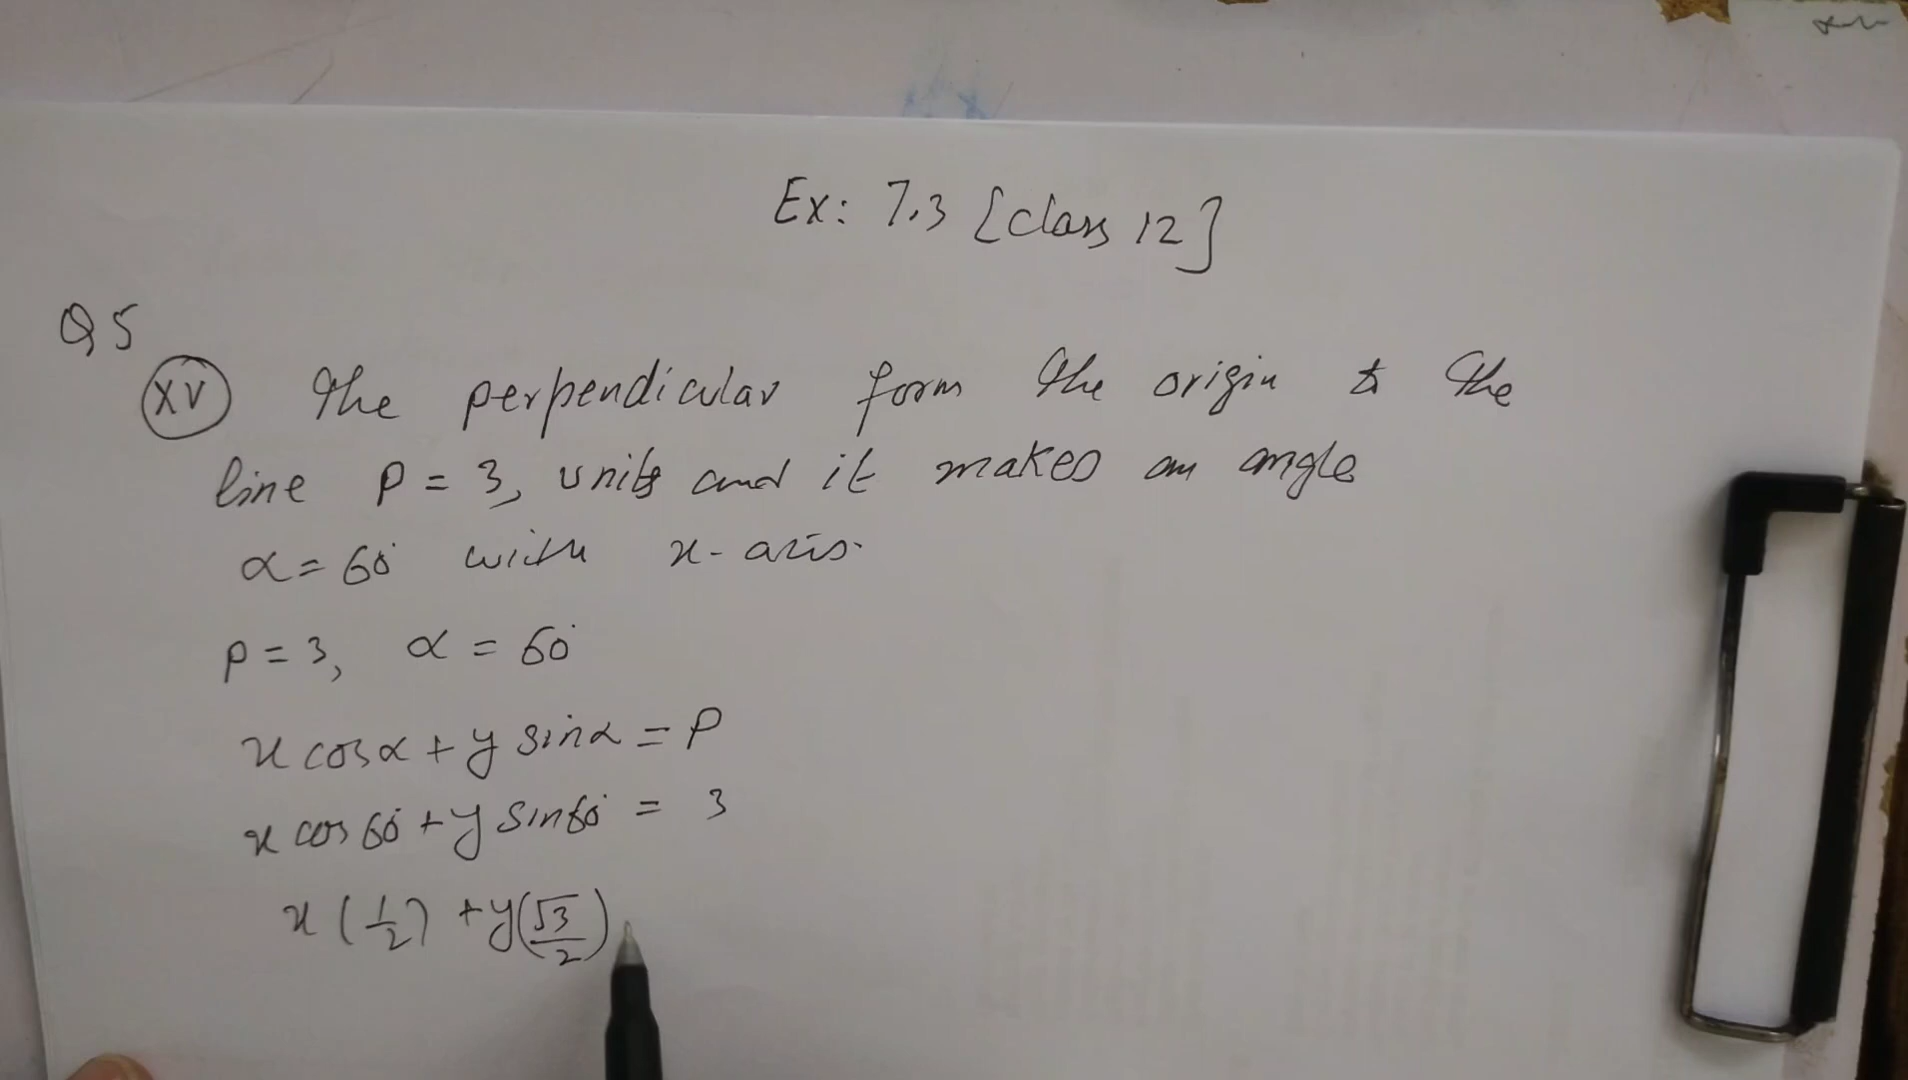 Ex: 7.3 [class 12]
Q5
(XV) The perpendicular form the origin to the
line P = 3, units and it makes an angle
α = 60° with x-axis.
P = 3, α = 60°
x cosα + y sinα = P
x cos 60° + y sin60° = 3
x (1/2) + y(√3/2)